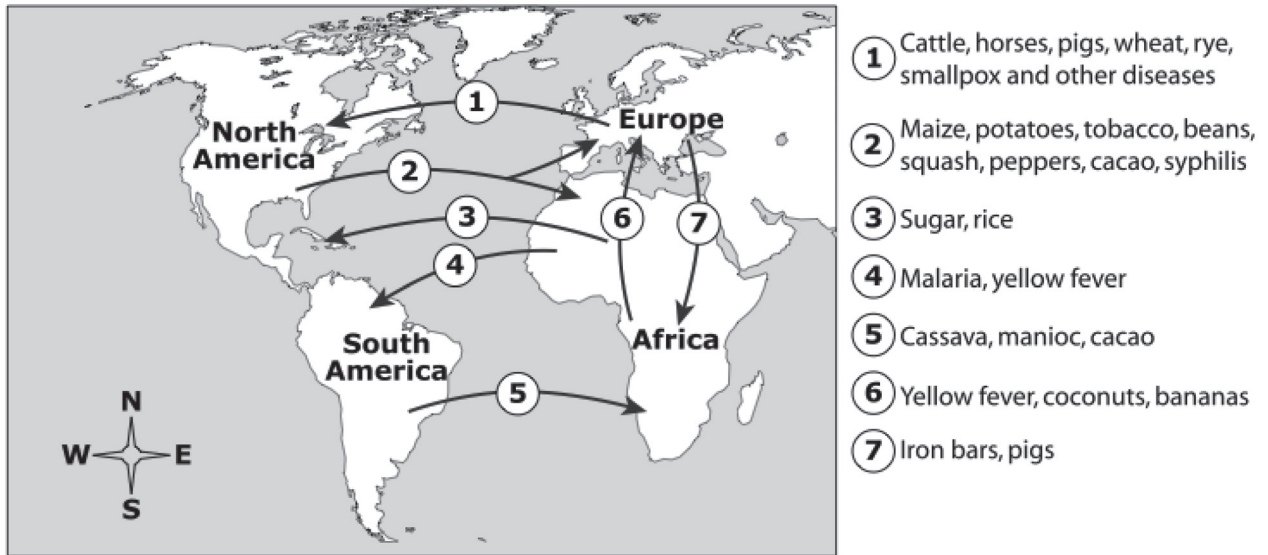 North
America
Europe
Africa
South
America
1
2
3
4
5
6
7
N
W
E
S
1 Cattle, horses, pigs, wheat, rye,
smallpox and other diseases
2 Maize, potatoes, tobacco, beans,
squash, peppers, cacao, syphilis
3 Sugar, rice
4 Malaria, yellow fever
5 Cassava, manioc, cacao
6 Yellow fever, coconuts, bananas
7 Iron bars, pigs